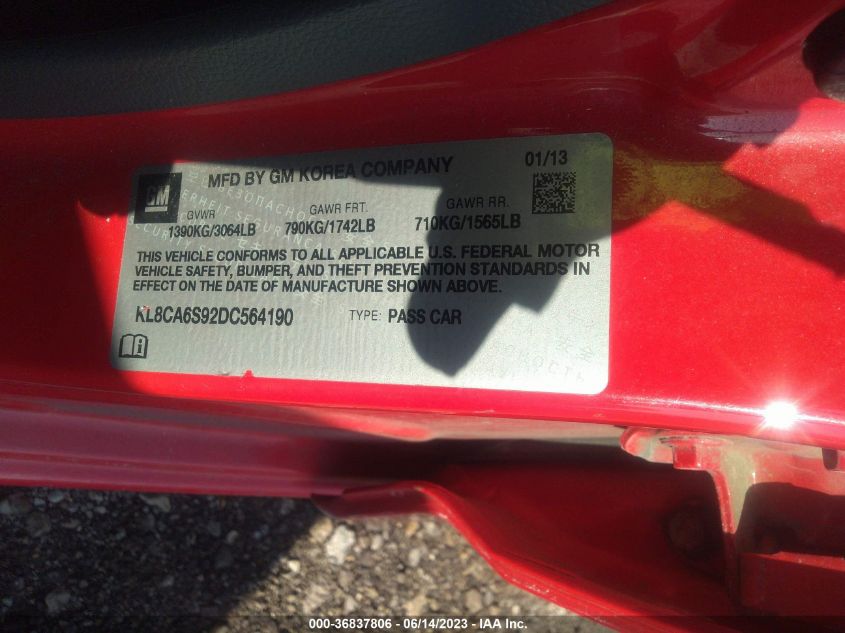 MFD BY GM KOREA COMPANY
01/13
GM
GVWR
GAWR FRT.
GAWR RR.
1390KG/3064LB
790KG/1742LB
710KG/1565LB
THIS VEHICLE CONFORMS TO ALL APPLICABLE U.S. FEDERAL MOTOR
VEHICLE SAFETY, BUMPER, AND THEFT PREVENTION STANDARDS IN
EFFECT ON THE DATE OF MANUFACTURE SHOWN ABOVE.
KL8CA6S92DC564190
TYPE: PASS CAR
000-36837806 - 06/14/2023 - IAA Inc.